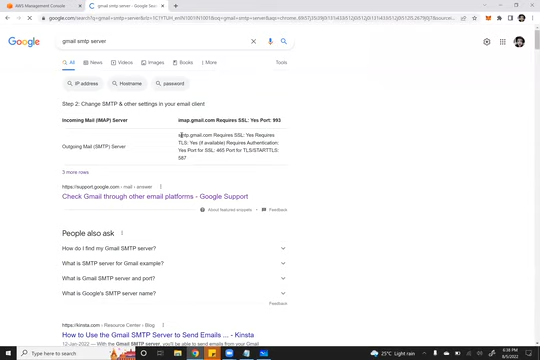 AWS Management Console
gmail smtp server - Google Sea
Google
gmail smtp server
All News Videos Images Books More Tools
IP address Hostname password
Step 2: Change SMTP & other settings in your email client
Incoming Mail (IMAP) Server
imap.gmail.com Requires SSL: Yes Port: 993
Outgoing Mail (SMTP) Server
smtp.gmail.com Requires SSL: Yes Requires
TLS: Yes (if available) Requires Authentication:
Yes Port for SSL: 465 Port for TLS/STARTTLS:
587
3 more rows
https://support.google.com › mail › answer
Check Gmail through other email platforms - Google Support
About featured snippets • Feedback
People also ask
How do I find my Gmail SMTP server?
What is SMTP server for Gmail example?
What is Gmail SMTP server and port?
What is Google's SMTP server name?
Feedback
https://kinsta.com › Resource Center › Blog
How to Use the Gmail SMTP Server to Send Emails ... - Kinsta
12-Jan-2022 — With the Gmail SMTP server, you'll be able to send emails from your Gmail
Type here to search
25°C Light rain
6:38 PM
8/5/2022